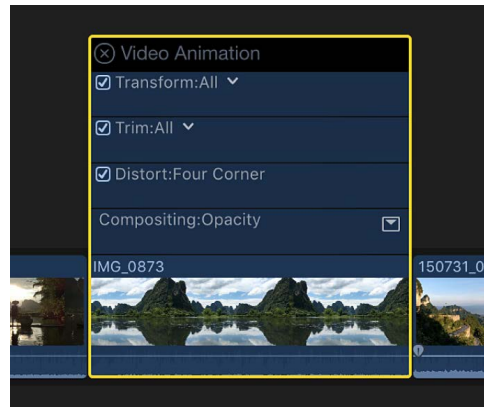 Video Animation
Transform:All
Trim:All
Distort:Four Corner
Compositing:Opacity
IMG_0873
150731_0